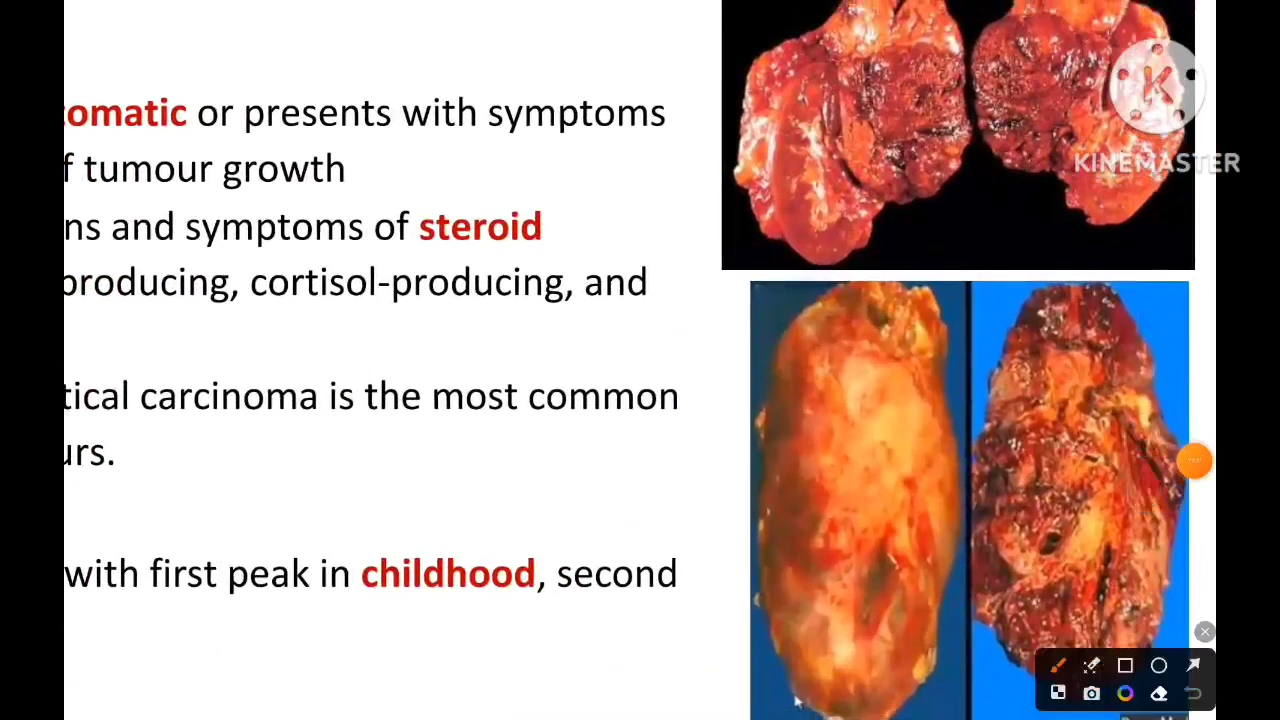 tomatic or presents with symptoms
f tumour growth
ns and symptoms of steroid
producing, cortisol-producing, and
tical carcinoma is the most common
urs.
with first peak in childhood, second
KINEMASTER